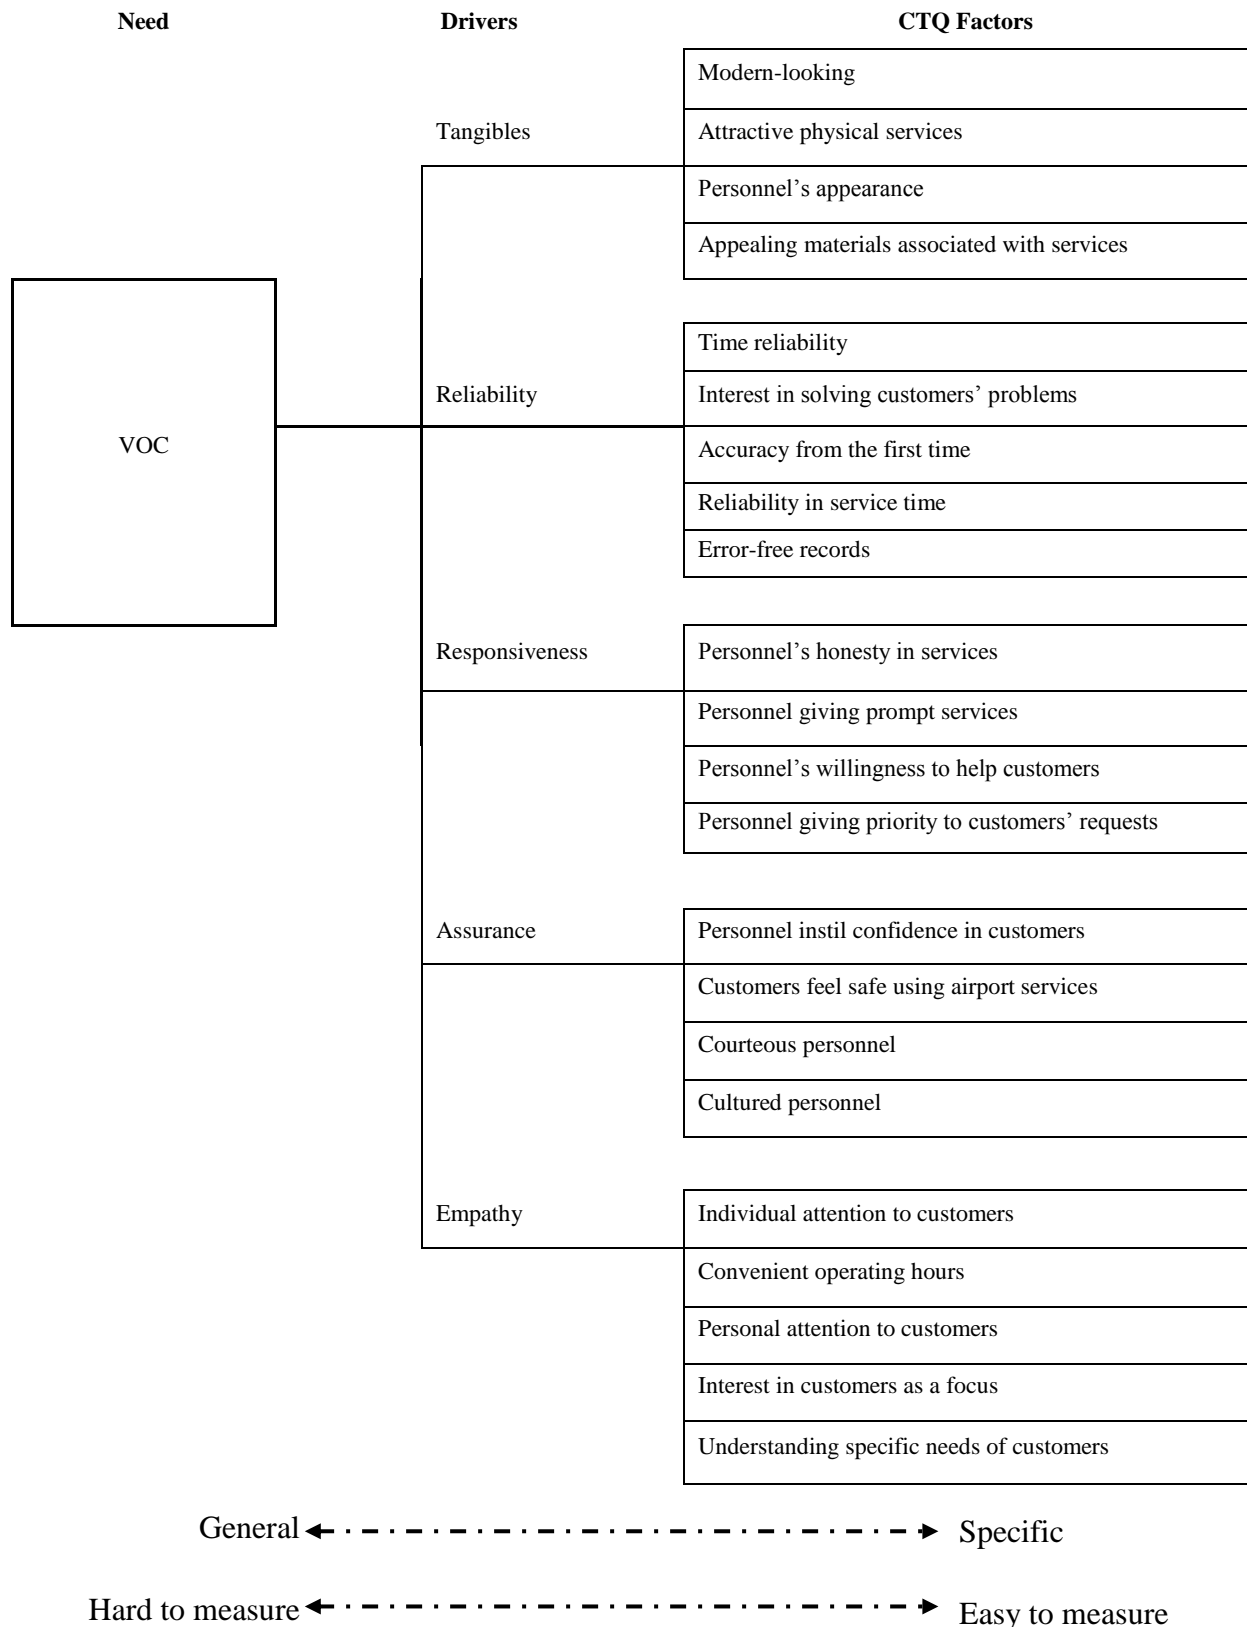 Need Drivers CTQ Factors
Modern-looking
Tangibles Attractive physical services
Personnel’s appearance
Appealing materials associated with services
Time reliability
Reliability Interest in solving customers’ problems
VOC Accuracy from the first time
Reliability in service time
Error-free records
Responsiveness Personnel’s honesty in services
Personnel giving prompt services
Personnel’s willingness to help customers
Personnel giving priority to customers’ requests
Assurance Personnel instil confidence in customers
Customers feel safe using airport services
Courteous personnel
Cultured personnel
Empathy Individual attention to customers
Convenient operating hours
Personal attention to customers
Interest in customers as a focus
Understanding specific needs of customers
General Specific
Hard to measure Easy to measure